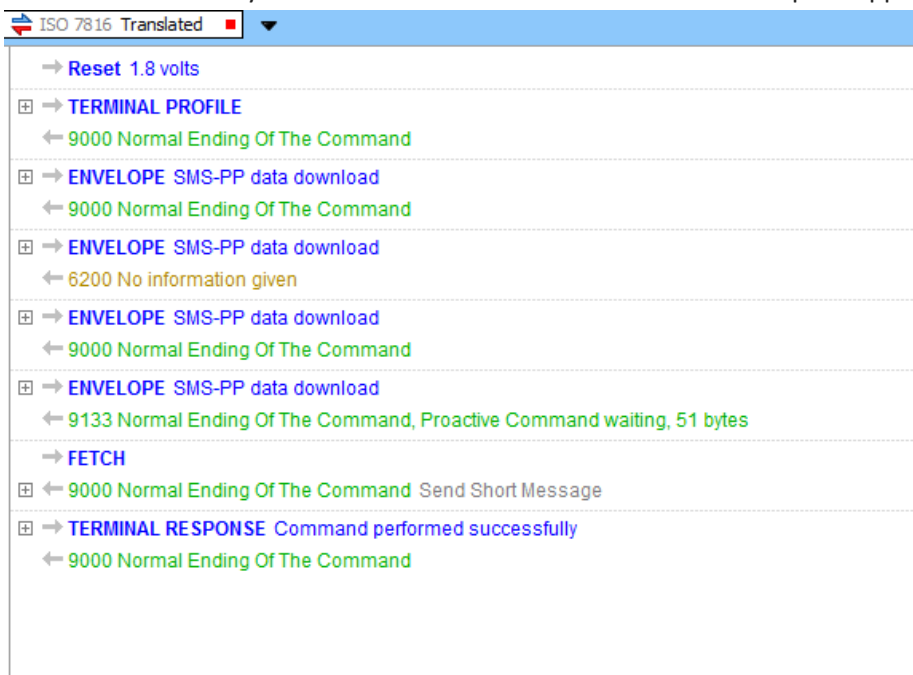 ISO 7816 Translated
Reset 1.8 volts
TERMINAL PROFILE
9000 Normal Ending Of The Command
ENVELOPE SMS-PP data download
9000 Normal Ending Of The Command
ENVELOPE SMS-PP data download
6200 No information given
ENVELOPE SMS-PP data download
9000 Normal Ending Of The Command
ENVELOPE SMS-PP data download
9133 Normal Ending Of The Command, Proactive Command waiting, 51 bytes
FETCH
9000 Normal Ending Of The Command Send Short Message
TERMINAL RESPONSE Command performed successfully
9000 Normal Ending Of The Command